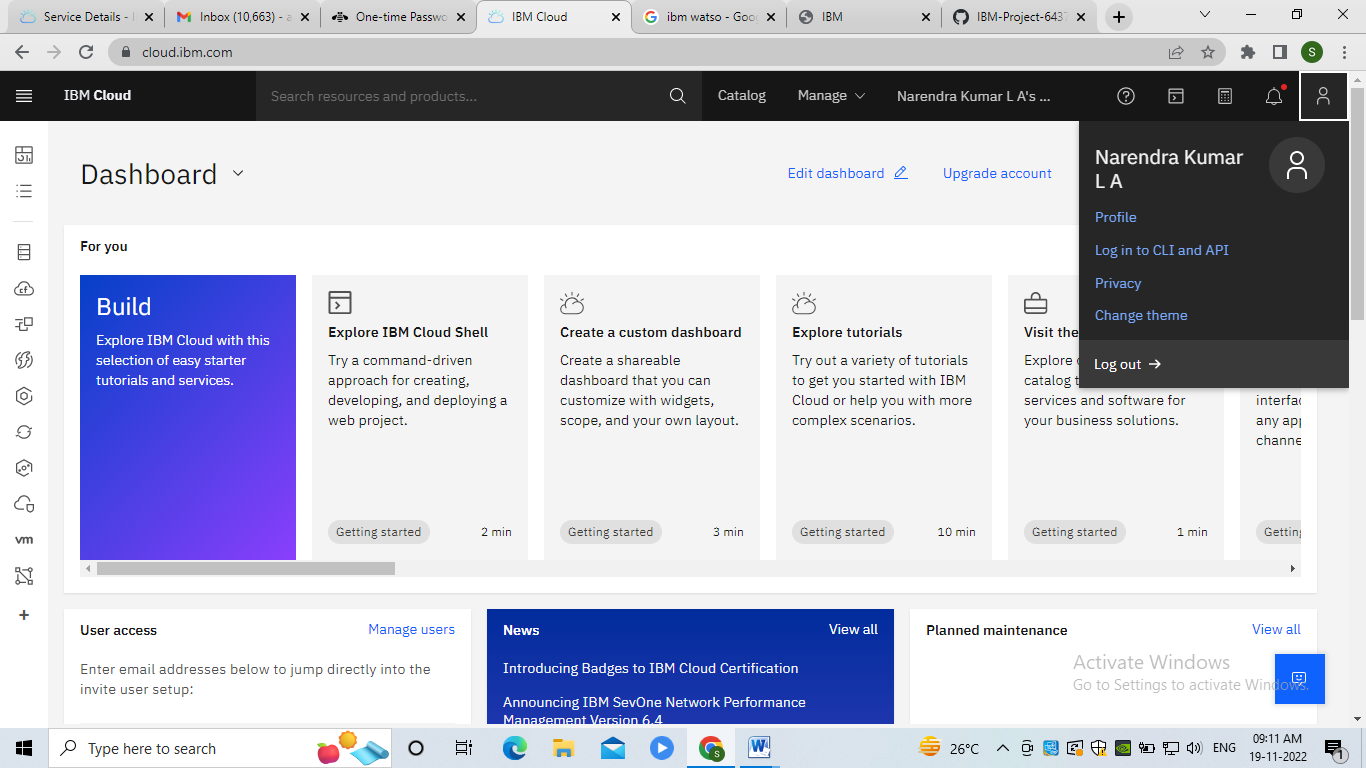 Service Details -
Inbox (10,663) - a
One-time Passwo
IBM Cloud
ibm watso - Goo
IBM
IBM-Project-6437
cloud.ibm.com
S
IBM Cloud
Search resources and products...
Catalog
Manage
Narendra Kumar L A's ...
Dashboard
Edit dashboard
Upgrade account
Narendra Kumar
L A
Profile
Log in to CLI and API
Privacy
Change theme
Log out
For you
Build
Explore IBM Cloud with this
selection of easy starter
tutorials and services.
Explore IBM Cloud Shell
Try a command-driven
approach for creating,
developing, and deploying a
web project.
Getting started
2 min
Create a custom dashboard
Create a shareable
dashboard that you can
customize with widgets,
scope, and your own layout.
Getting started
3 min
Explore tutorials
Try out a variety of tutorials
to get you started with IBM
Cloud or help you with more
complex scenarios.
Getting started
10 min
Visit the
Explore
catalog
services and software for
your business solutions.
Getting started
1 min
interfac
any app
channe
Getting
cf
vm
User access
Manage users
Enter email addresses below to jump directly into the
invite user setup:
News
View all
Introducing Badges to IBM Cloud Certification
Announcing IBM SevOne Network Performance
Management Version 6.4
Planned maintenance
View all
Activate Windows
Go to Settings to activate Windows.
Type here to search
S
W
26°C
ENG
09:11 AM
19-11-2022
1